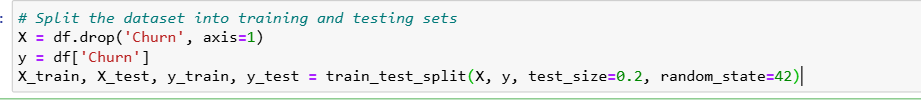 # Split the dataset into training and testing sets
X = df.drop('Churn', axis=1)
y = df['Churn']
X_train, X_test, y_train, y_test = train_test_split(X, y, test_size=0.2, random_state=42)